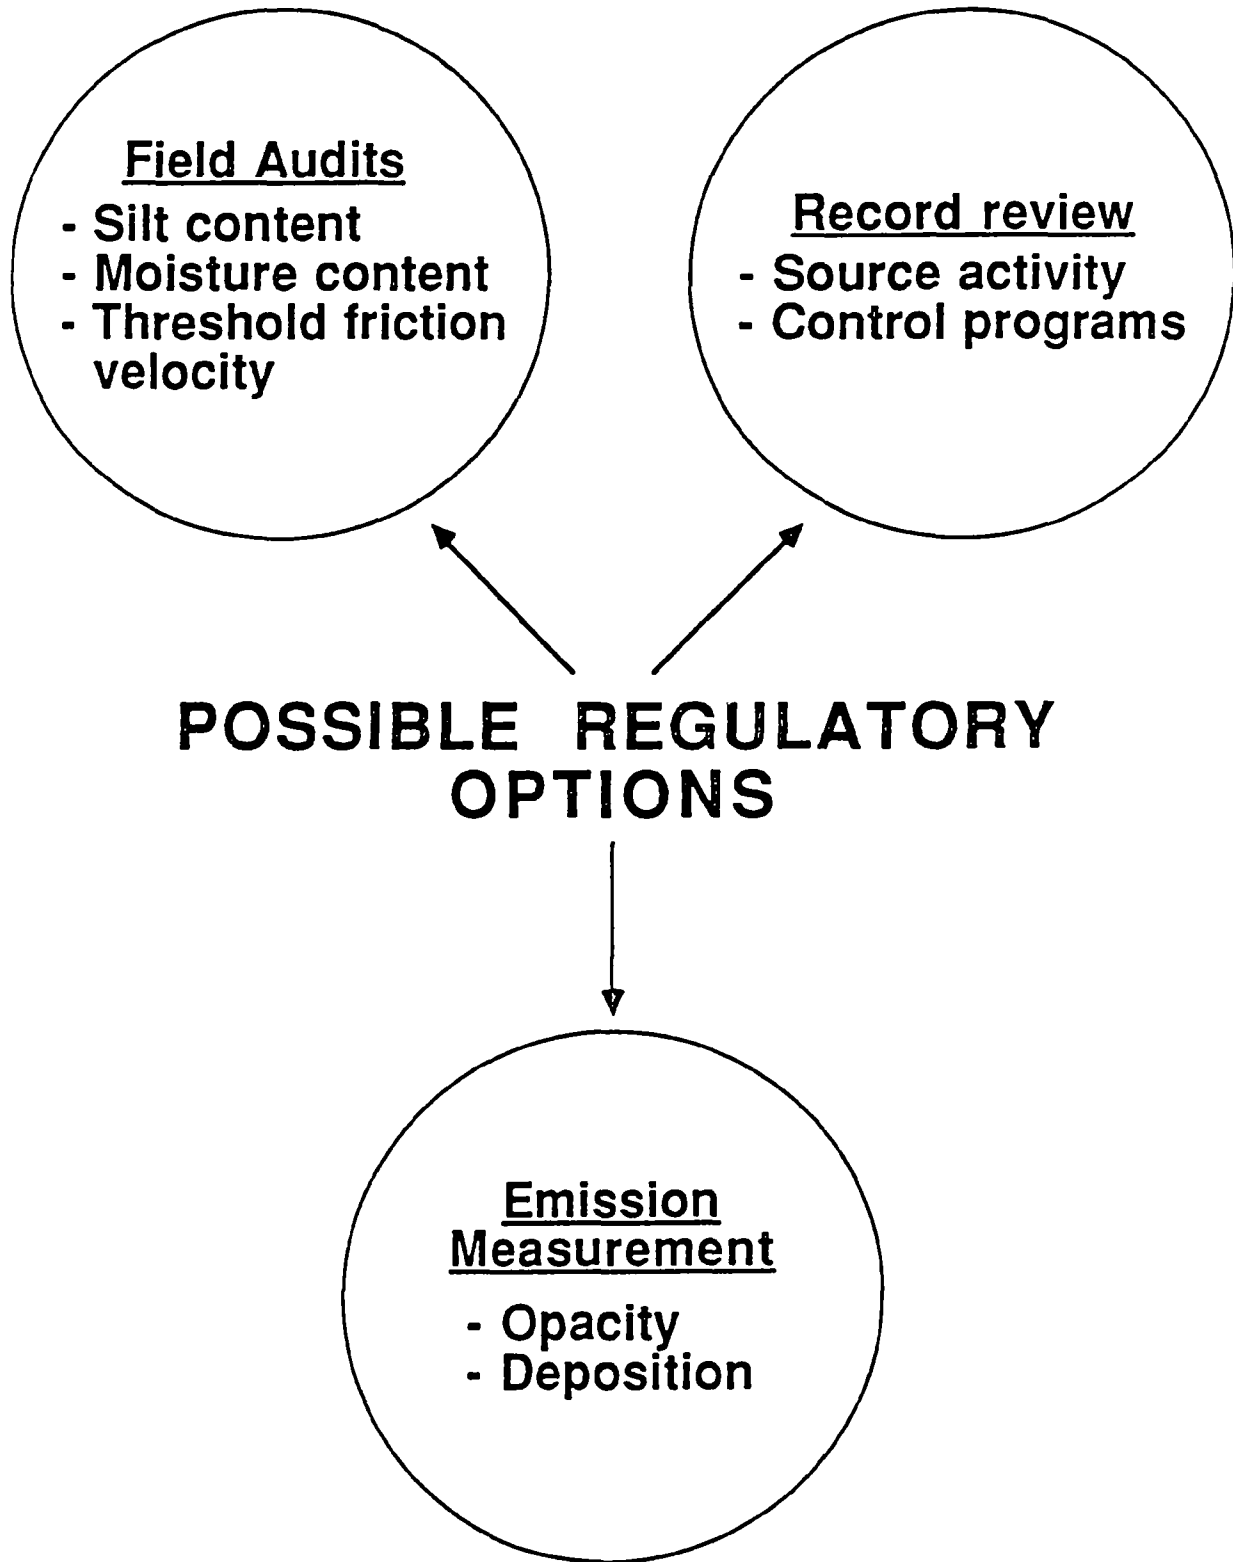 Field Audits
- Silt content
- Moisture content
- Threshold friction
velocity
Record review
- Source activity
- Control programs
POSSIBLE REGULATORY
OPTIONS
Emission
Measurement
- Opacity
- Deposition